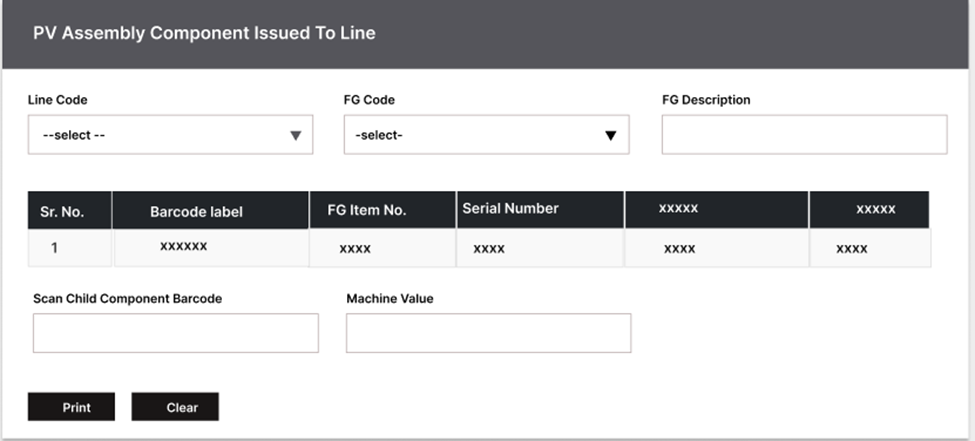 PV Assembly Component Issued To Line
Line Code FG Code FG Description
--select -- -select-
Sr. No. Barcode label FG Item No. Serial Number xxxxx xxxxx
1 xxxxxx xxxx xxxx xxxx xxxx
Scan Child Component Barcode Machine Value
Print Clear